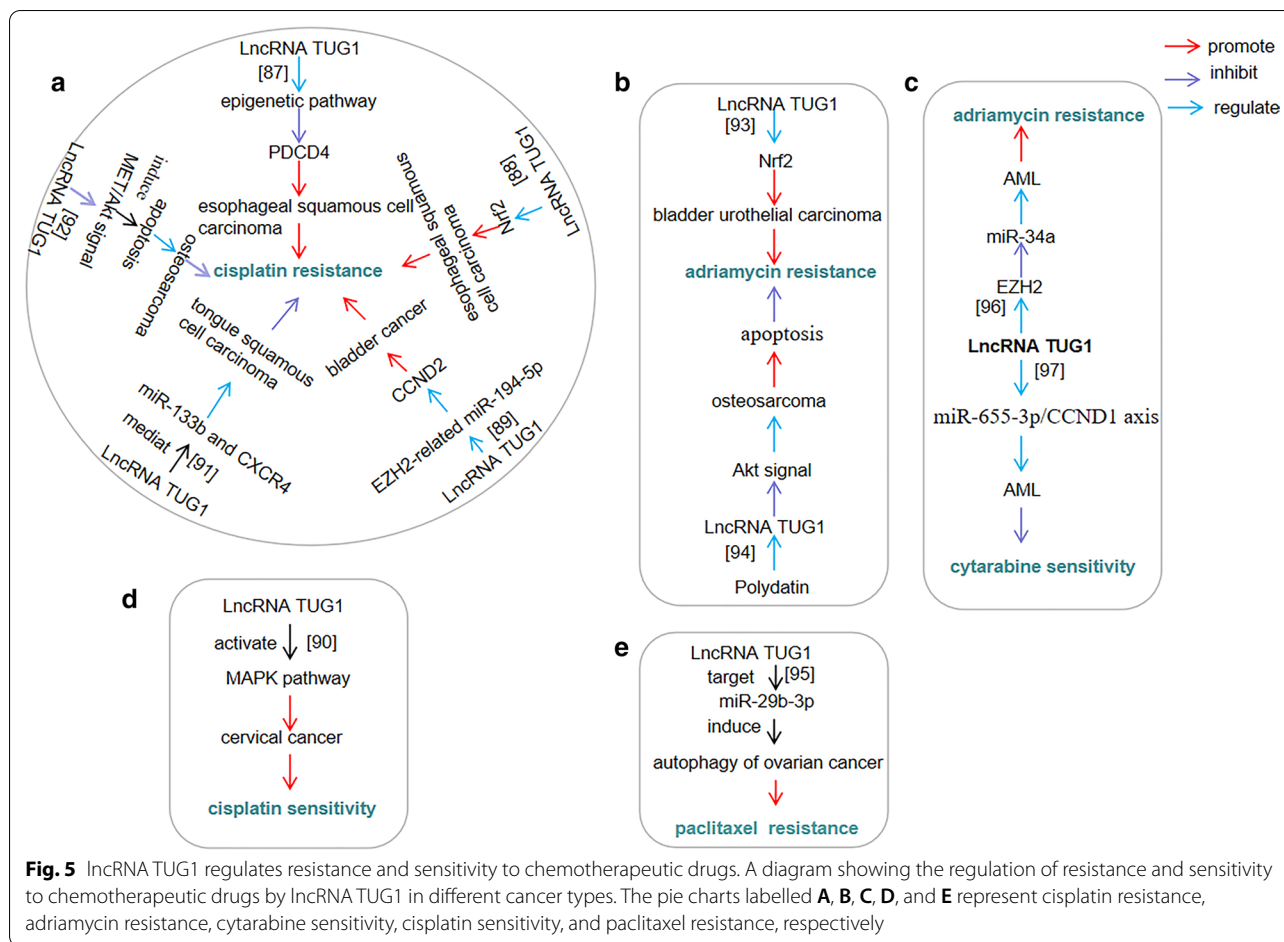 promote
inhibit
regulate
a
LncRNA TUG1
[87]
epigenetic pathway
PDCD4
esophageal squamous cell
carcinoma
cisplatin resistance
LncRNA TUG1
[88]
Nrf2
esophageal squamous
cell carcinoma
LncRNA TUG1
[89]
EZH2-related miR-194-5p
CCND2
bladder cancer
LncRNA TUG1
mediat
[91]
miR-133b and CXCR4
tongue squamous
cell carcinoma
LncRNA TUG1
[92]
MET/Akt signal
induce
apoptosis
osteosarcoma
b
LncRNA TUG1
[93]
Nrf2
bladder urothelial carcinoma
adriamycin resistance
apoptosis
osteosarcoma
Akt signal
LncRNA TUG1
[94]
Polydatin
c
adriamycin resistance
AML
miR-34a
EZH2
[96]
LncRNA TUG1
[97]
miR-655-3p/CCND1 axis
AML
cytarabine sensitivity
d
LncRNA TUG1
activate [90]
MAPK pathway
cervical cancer
cisplatin sensitivity
e
LncRNA TUG1
target [95]
miR-29b-3p
induce
autophagy of ovarian cancer
paclitaxel resistance
Fig. 5 lncRNA TUG1 regulates resistance and sensitivity to chemotherapeutic drugs. A diagram showing the regulation of resistance and sensitivity
to chemotherapeutic drugs by lncRNA TUG1 in different cancer types. The pie charts labelled A, B, C, D, and E represent cisplatin resistance,
adriamycin resistance, cytarabine sensitivity, cisplatin sensitivity, and paclitaxel resistance, respectively